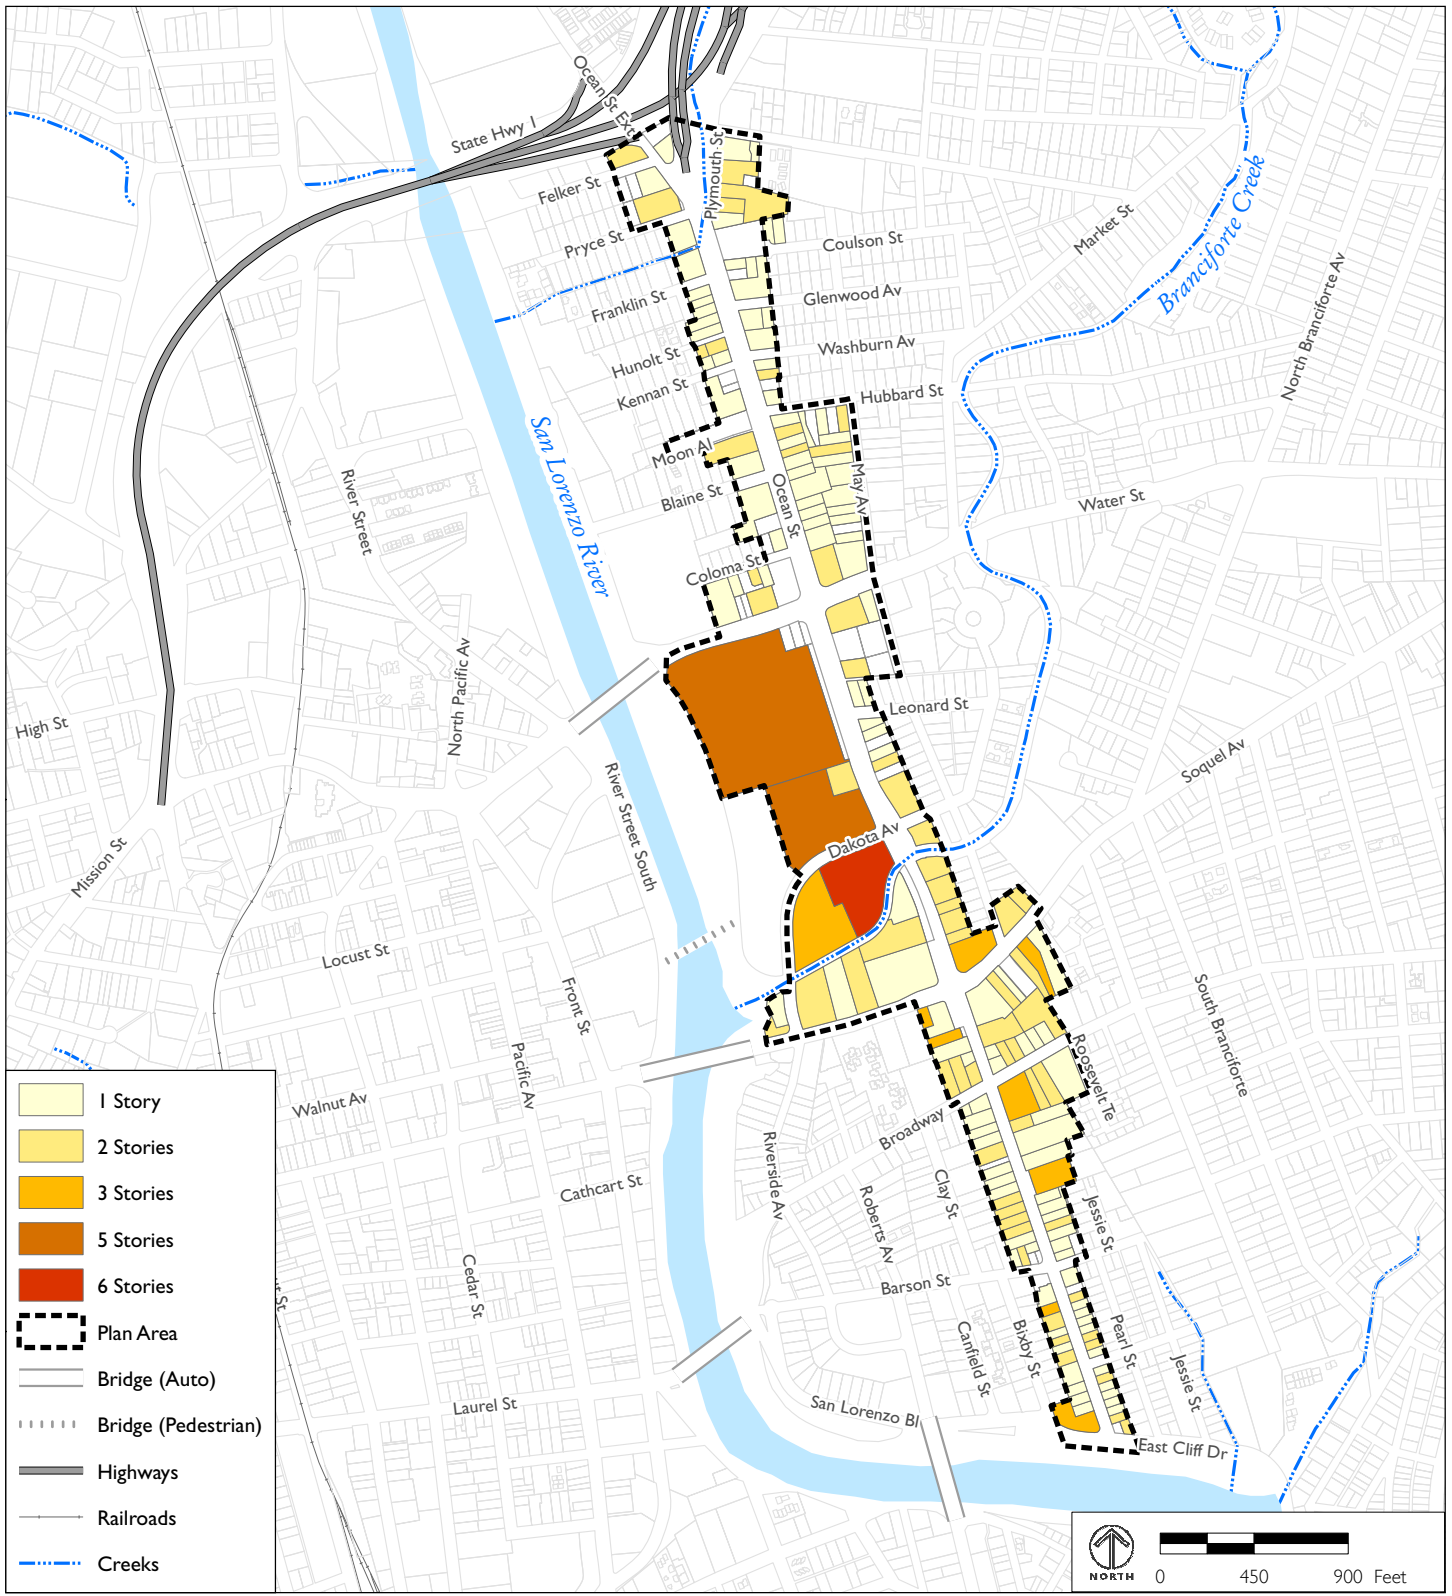 Ocean St Ext
State Hwy 1
Plymouth St
Felker St
Pryce St
Coulson St
Market St
Branciforte Creek
Franklin St
Glenwood Av
North Branciforte Av
Hunolt St
Washburn Av
Kennan St
Hubbard St
San Lorenzo River
Moon Al
River Street
Blaine St
Ocean St
May Av
Water St
Coloma St
North Pacific Av
High St
Leonard St
Soquel Av
River Street South
Mission St
Dakota Av
Locust St
Front St
South Branciforte
Pacific Av
Roosevelt Te
Walnut Av
Broadway
Riverside Av
Cathcart St
Clay St
Roberts Av
Jessie St
Cedar St
Barson St
Canfield St
Bixby St
Pearl St
Jessie St
Laurel St
San Lorenzo Bl
East Cliff Dr
1 Story
2 Stories
3 Stories
5 Stories
6 Stories
Plan Area
Bridge (Auto)
Bridge (Pedestrian)
Highways
Railroads
Creeks
NORTH
0 450 900 Feet